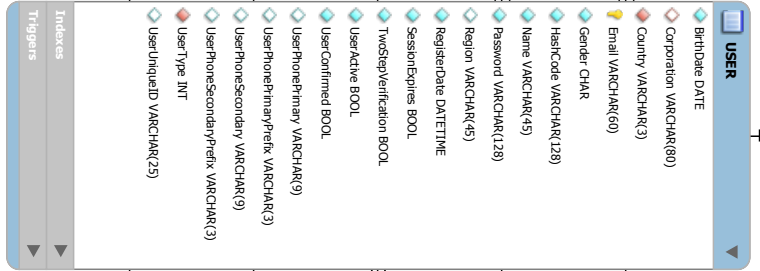 USER
BirthDate DATE
Corporation VARCHAR(80)
Country VARCHAR(3)
Email VARCHAR(60)
Gender CHAR
HashCode VARCHAR(128)
Name VARCHAR(45)
Password VARCHAR(128)
Region VARCHAR(45)
RegisterDate DATETIME
SessionExpires BOOL
TwoStepVerification BOOL
UserActive BOOL
UserConfirmed BOOL
UserPhonePrimary VARCHAR(9)
UserPhonePrimaryPrefix VARCHAR(3)
UserPhoneSecondary VARCHAR(9)
UserPhoneSecondaryPrefix VARCHAR(3)
UserType INT
UserUniqueID VARCHAR(25)
Indexes
Triggers